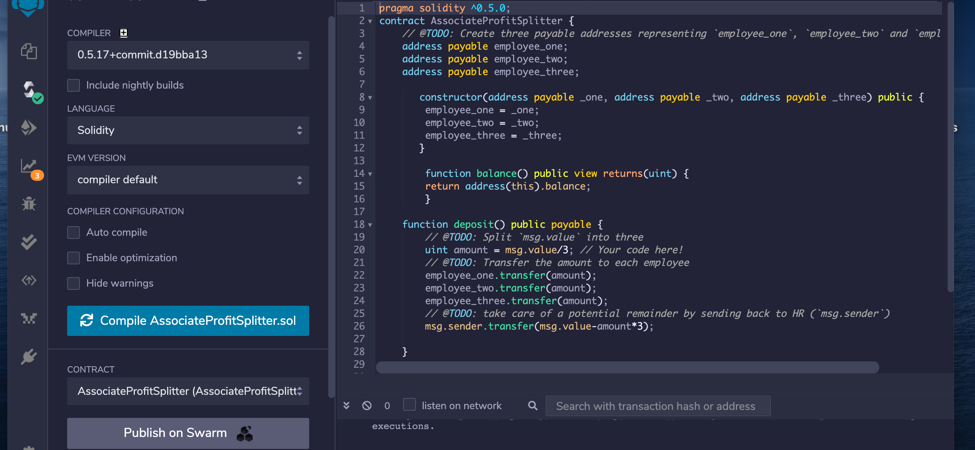 COMPILER
0.5.17+commit.d19bba13
Include nightly builds
LANGUAGE
Solidity
EVM VERSION
compiler default
COMPILER CONFIGURATION
Auto compile
Enable optimization
Hide warnings
Compile AssociateProfitSplitter.sol
CONTRACT
AssociateProfitSplitter (AssociateProfitSplitt
Publish on Swarm
3
1 pragma solidity ^0.5.0;
2 contract AssociateProfitSplitter {
3 // @TODO: Create three payable addresses representing `employee_one`, `employee_two` and `empl
4 address payable employee_one;
5 address payable employee_two;
6 address payable employee_three;
7
8 constructor(address payable _one, address payable _two, address payable _three) public {
9 employee_one = _one;
10 employee_two = _two;
11 employee_three = _three;
12 }
13
14 function balance() public view returns(uint) {
15 return address(this).balance;
16 }
17
18 function deposit() public payable {
19 // @TODO: Split `msg.value` into three
20 uint amount = msg.value/3; // Your code here!
21 // @TODO: Transfer the amount to each employee
22 employee_one.transfer(amount);
23 employee_two.transfer(amount);
24 employee_three.transfer(amount);
25 // @TODO: take care of a potential remainder by sending back to HR (`msg.sender`)
26 msg.sender.transfer(msg.value-amount*3);
27
28 }
29
0 listen on network Search with transaction hash or address
executions.